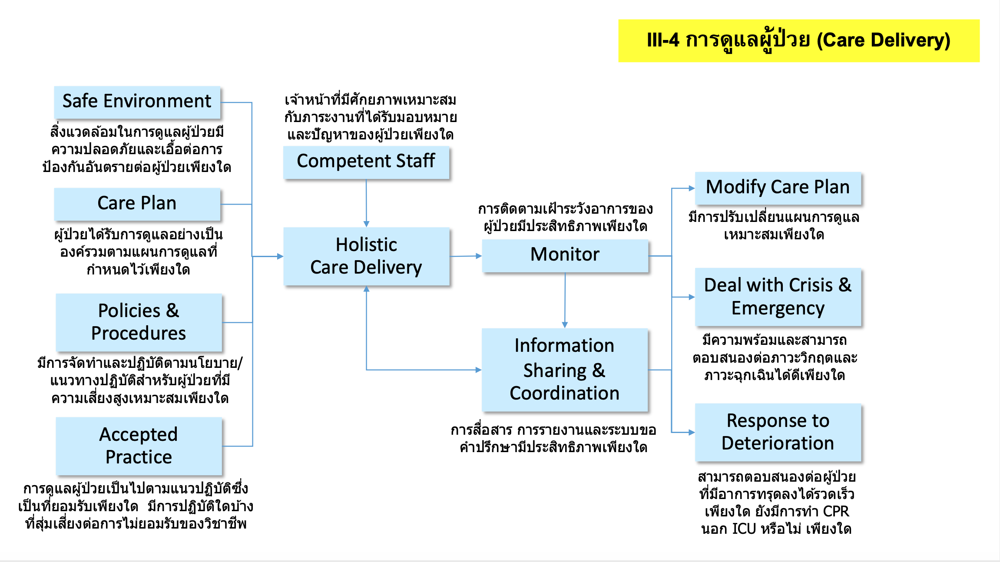 III-4 การดูแลผู้ป่วย (Care Delivery)
Safe Environment
สิ่งแวดล้อมในการดูแลผู้ป่วยมี
ความปลอดภัยและเอื้อต่อการ
ป้องกันอันตรายต่อผู้ป่วยเพียงใด
Care Plan
ผู้ป่วยได้รับการดูแลอย่างเป็น
องค์รวมตามแผนการดูแลที่
กำหนดไว้เพียงใด
Policies &
Procedures
มีการจัดทำและปฏิบัติตามนโยบาย/
แนวทางปฏิบัติสำหรับผู้ป่วยที่มี
ความเสี่ยงสูงเหมาะสมเพียงใด
Accepted
Practice
การดูแลผู้ป่วยเป็นไปตามแนวปฏิบัติซึ่ง
เป็นที่ยอมรับเพียงใด มีการปฏิบัติใดบ้าง
ที่สุ่มเสี่ยงต่อการไม่ยอมรับของวิชาชีพ
เจ้าหน้าที่มีศักยภาพเหมาะสม
กับภาระงานที่ได้รับมอบหมาย
และปัญหาของผู้ป่วยเพียงใด
Competent Staff
Holistic
Care Delivery
การติดตามเฝ้าระวังอาการของ
ผู้ป่วยมีประสิทธิภาพเพียงใด
Monitor
Information
Sharing &
Coordination
การสื่อสาร การรายงานและระบบขอ
คำปรึกษามีประสิทธิภาพเพียงใด
Modify Care Plan
มีการปรับเปลี่ยนแผนการดูแล
เหมาะสมเพียงใด
Deal with Crisis &
Emergency
มีความพร้อมและสามารถ
ตอบสนองต่อภาวะวิกฤตและ
ภาวะฉุกเฉินได้ดีเพียงใด
Response to
Deterioration
สามารถตอบสนองต่อผู้ป่วย
ที่มีอาการทรุดลงได้รวดเร็ว
เพียงใด ยังมีการทำ CPR
นอก ICU หรือไม่ เพียงใด